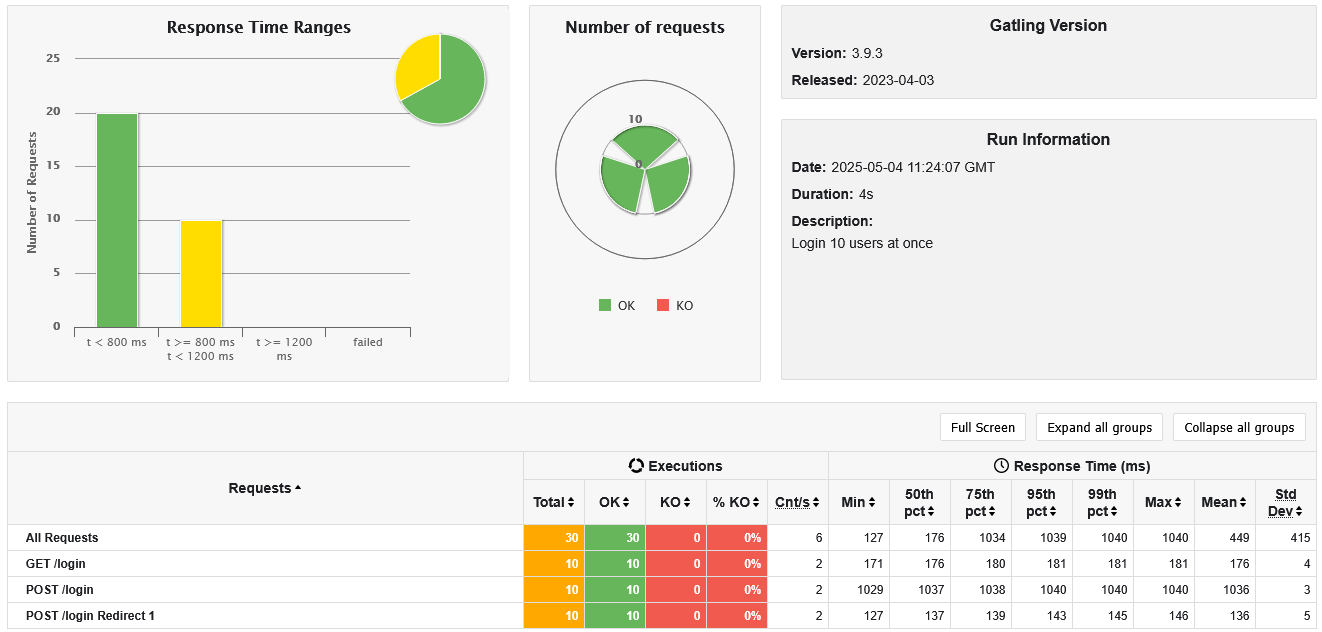 Response Time Ranges
25
20
15
10
5
0
Number of Requests
t < 800 ms
t >= 800 ms
t < 1200 ms
t >= 1200
ms
failed
Number of requests
10
0
OK
KO
Gatling Version
Version: 3.9.3
Released: 2023-04-03
Run Information
Date: 2025-05-04 11:24:07 GMT
Duration: 4s
Description:
Login 10 users at once
Full Screen Expand all groups Collapse all groups
Requests Executions Response Time (ms)
Total OK KO % KO Cnt/s Min 50th pct 75th pct 95th pct 99th pct Max Mean Std Dev
All Requests 30 30 0 0% 6 127 176 1034 1039 1040 1040 449 415
GET /login 10 10 0 0% 2 171 176 180 181 181 181 176 4
POST /login 10 10 0 0% 2 1029 1037 1038 1040 1040 1040 1036 3
POST /login Redirect 1 10 10 0 0% 2 127 137 139 143 145 146 136 5